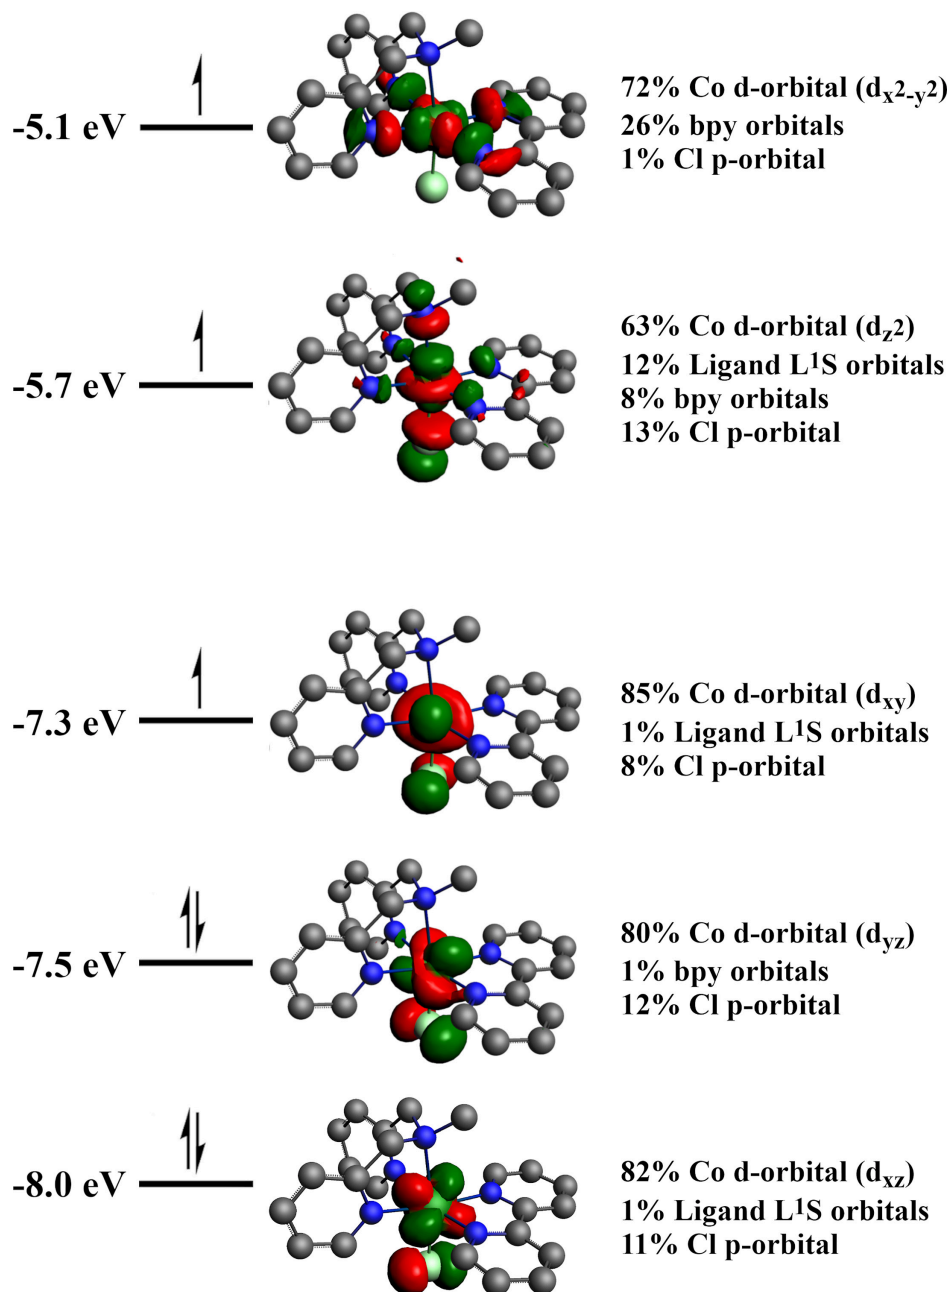 -5.1 eV
72% Co d-orbital (dx2-y2)
26% bpy orbitals
1% Cl p-orbital
-5.7 eV
63% Co d-orbital (dz2)
12% Ligand L1S orbitals
8% bpy orbitals
13% Cl p-orbital
-7.3 eV
85% Co d-orbital (dxy)
1% Ligand L1S orbitals
8% Cl p-orbital
-7.5 eV
80% Co d-orbital (dyz)
1% bpy orbitals
12% Cl p-orbital
-8.0 eV
82% Co d-orbital (dxz)
1% Ligand L1S orbitals
11% Cl p-orbital